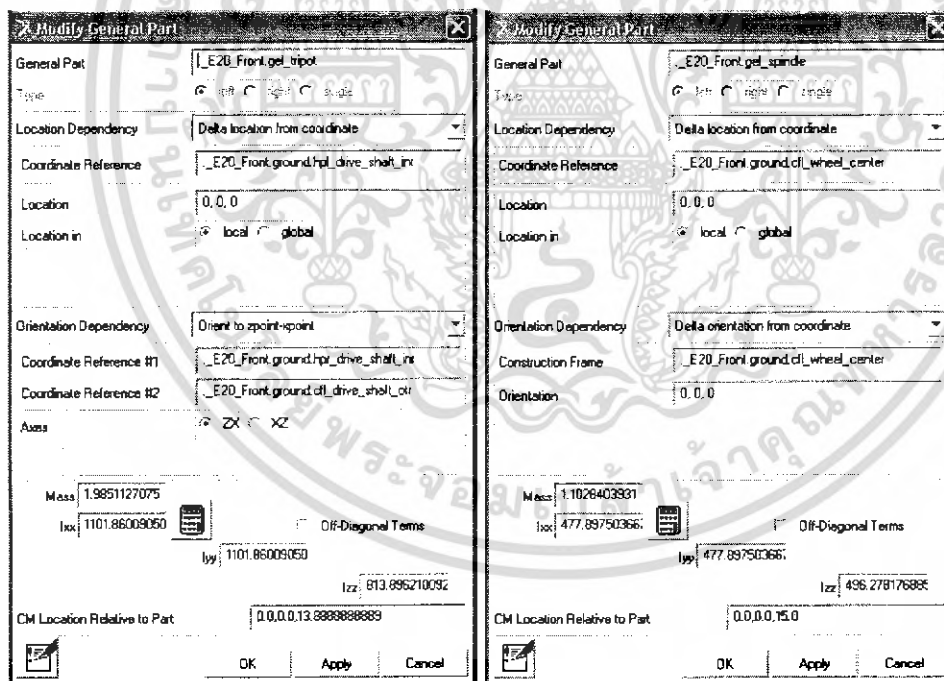 Modify General Part
General Part
._E20_Front.gel_tripot
Type
left right single
Location Dependency
Delta location from coordinate
Coordinate Reference
._E20_Front.ground.hpl_drive_shaft_inr
Location
0, 0, 0
Location in
local global
Orientation Dependency
Orient to zpoint-xpoint
Coordinate Reference #1
._E20_Front.ground.hpr_drive_shaft_inr
Coordinate Reference #2
._E20_Front.ground.cfl_drive_shaft_otr
Axes
ZX XZ
Mass 1.9851127075
Ixx 1101.86009050
Off-Diagonal Terms
Iyy 1101.86009050
Izz 813.896210092
CM Location Relative to Part
0.0,0.0,13.8889888889
OK Apply Cancel
Modify General Part
General Part
._E20_Front.gel_spindle
Type
left right single
Location Dependency
Delta location from coordinate
Coordinate Reference
._E20_Front.ground.cfl_wheel_center
Location
0, 0, 0
Location in
local global
Orientation Dependency
Delta orientation from coordinate
Construction Frame
._E20_Front.ground.cfl_wheel_center
Orientation
0, 0, 0
Mass 1.1028403931
Ixx 477.897503667
Off-Diagonal Terms
Iyy 477.897503667
Izz 496.278176885
CM Location Relative to Part
0.0,0.0,15.0
OK Apply Cancel